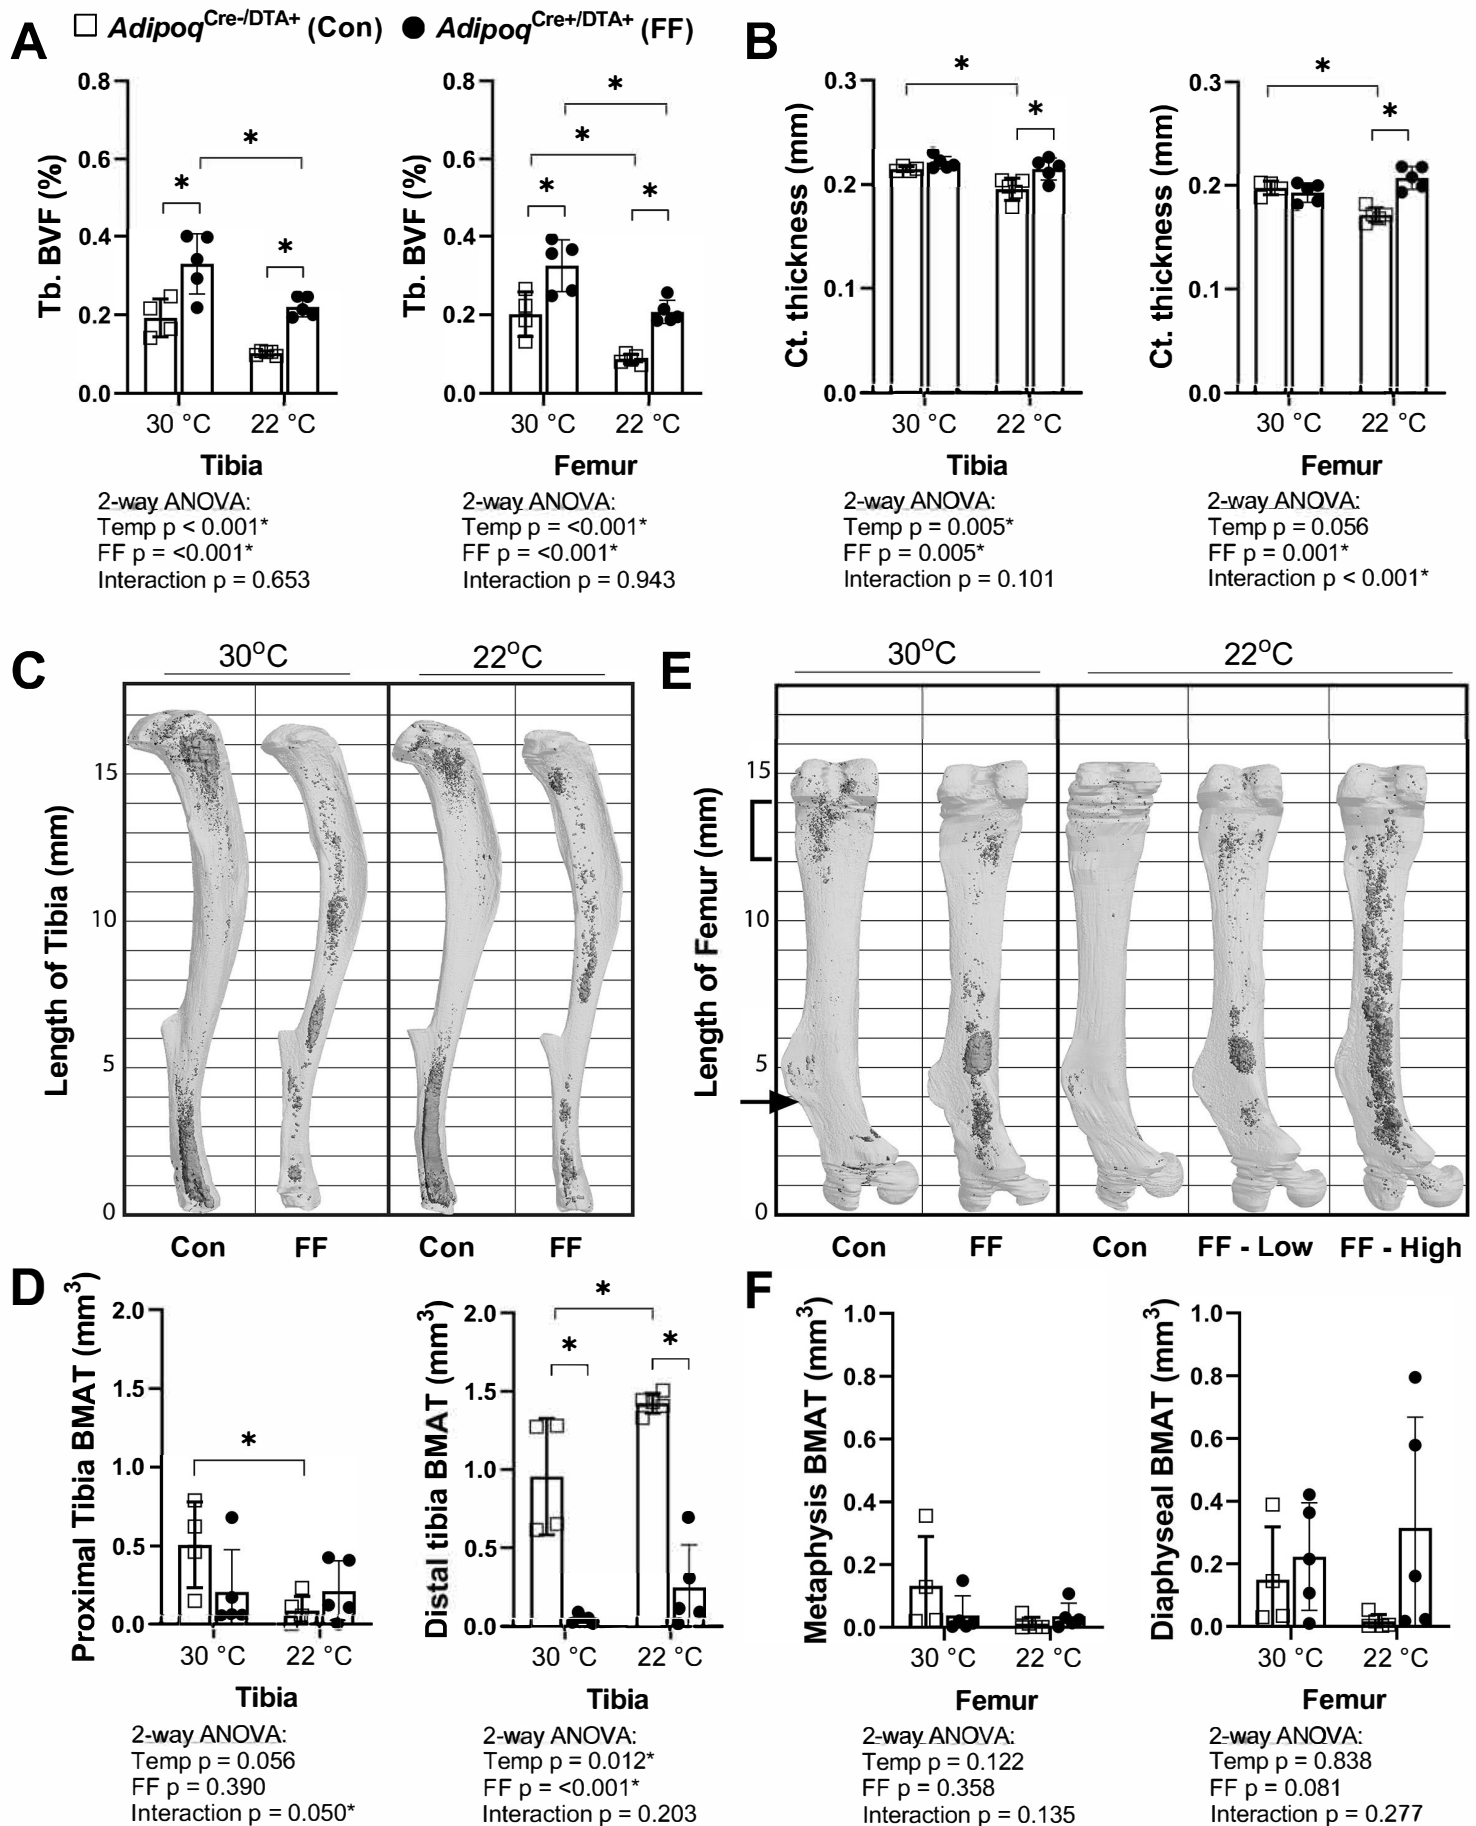 A □ Adipoq^Cre-/DTA+ (Con) ● Adipoq^Cre+/DTA+ (FF)
Tb. BVF (%)
0.8
0.6
0.4
0.2
0.0
* * *
30 °C 22 °C
Tibia
2-way ANOVA:
Temp p < 0.001*
FF p = <0.001*
Interaction p = 0.653
Tb. BVF (%)
0.8
0.6
0.4
0.2
0.0
* * * *
30 °C 22 °C
Femur
2-way ANOVA:
Temp p = <0.001*
FF p = <0.001*
Interaction p = 0.943
B
Ct. thickness (mm)
0.3
0.2
0.1
0.0
* *
30 °C 22 °C
Tibia
2-way ANOVA:
Temp p = 0.005*
FF p = 0.005*
Interaction p = 0.101
Ct. thickness (mm)
0.3
0.2
0.1
0.0
* *
30 °C 22 °C
Femur
2-way ANOVA:
Temp p = 0.056
FF p = 0.001*
Interaction p < 0.001*
C
30°C 22°C
Length of Tibia (mm)
15
10
5
0
Con FF Con FF
E
30°C 22°C
Length of Femur (mm)
15
10
5
0
Con FF Con FF - Low FF - High
D
Proximal Tibia BMAT (mm³)
2.0
1.5
1.0
0.5
0.0
*
30 °C 22 °C
Tibia
2-way ANOVA:
Temp p = 0.056
FF p = 0.390
Interaction p = 0.050*
Distal tibia BMAT (mm³)
2.0
1.5
1.0
0.5
0.0
* * *
30 °C 22 °C
Tibia
2-way ANOVA:
Temp p = 0.012*
FF p = <0.001*
Interaction p = 0.203
F
Metaphysis BMAT (mm³)
1.0
0.8
0.6
0.4
0.2
0.0
30 °C 22 °C
Femur
2-way ANOVA:
Temp p = 0.122
FF p = 0.358
Interaction p = 0.135
Diaphyseal BMAT (mm³)
1.0
0.8
0.6
0.4
0.2
0.0
30 °C 22 °C
Femur
2-way ANOVA:
Temp p = 0.838
FF p = 0.081
Interaction p = 0.277